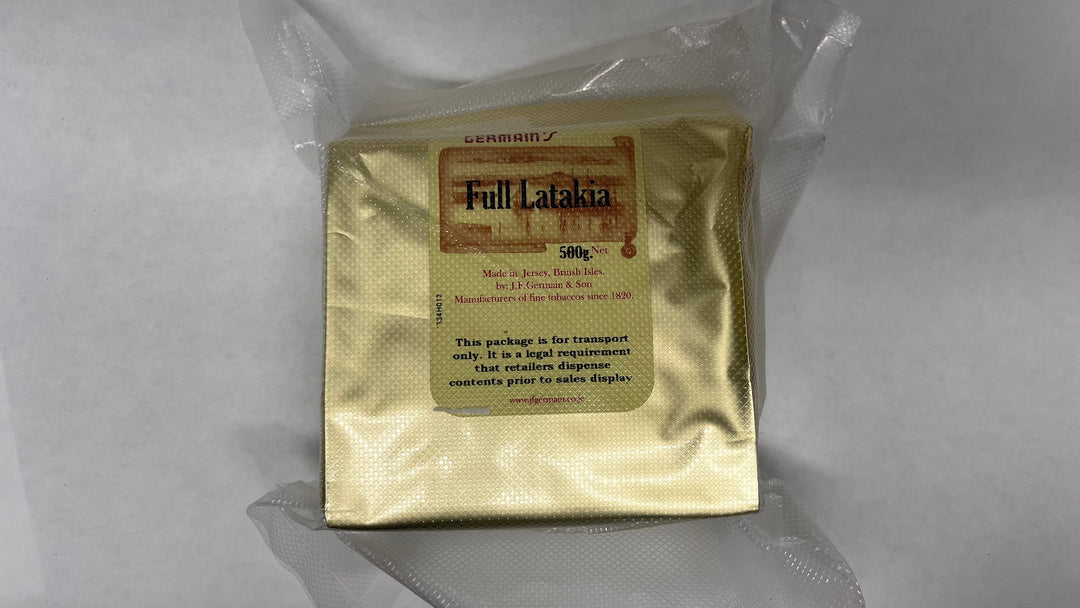 GERMAIN'S
Full Latakia
500g. Net
Made in Jersey, British Isles.
by: J.F.Germain & Son
Manufacturers of fine tobaccos since 1820.
134H013
This package is for transport
only. It is a legal requirement
that retailers dispense
contents prior to sales display
www.jfgermain.co.je